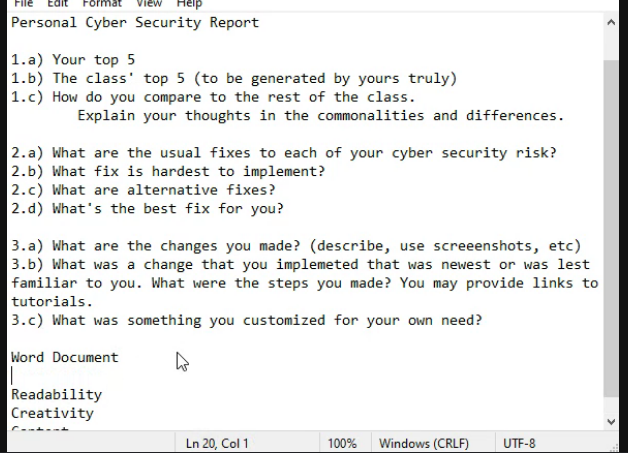 File Edit Format View Help
Personal Cyber Security Report
1.a) Your top 5
1.b) The class' top 5 (to be generated by yours truly)
1.c) How do you compare to the rest of the class.
Explain your thoughts in the commonalities and differences.
2.a) What are the usual fixes to each of your cyber security risk?
2.b) What fix is hardest to implement?
2.c) What are alternative fixes?
2.d) What's the best fix for you?
3.a) What are the changes you made? (describe, use screeenshots, etc)
3.b) What was a change that you implemeted that was newest or was lest
familiar to you. What were the steps you made? You may provide links to
tutorials.
3.c) What was something you customized for your own need?
Word Document
Readability
Creativity
Ln 20, Col 1 100% Windows (CRLF) UTF-8